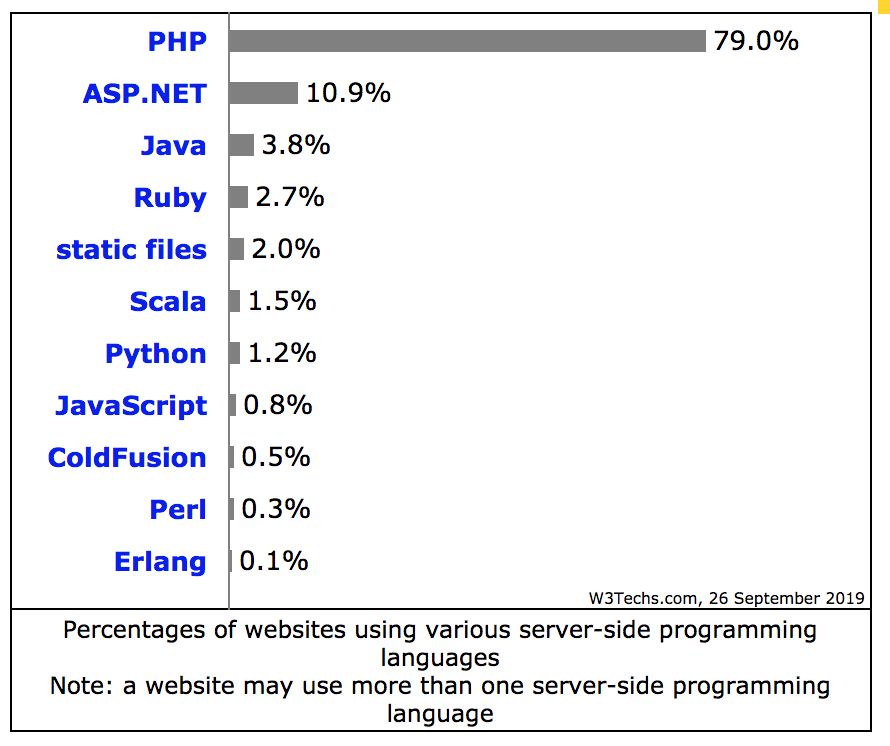 PHP 79.0%
ASP.NET 10.9%
Java 3.8%
Ruby 2.7%
static files 2.0%
Scala 1.5%
Python 1.2%
JavaScript 0.8%
ColdFusion 0.5%
Perl 0.3%
Erlang 0.1%
W3Techs.com, 26 September 2019
Percentages of websites using various server-side programming
languages
Note: a website may use more than one server-side programming
language